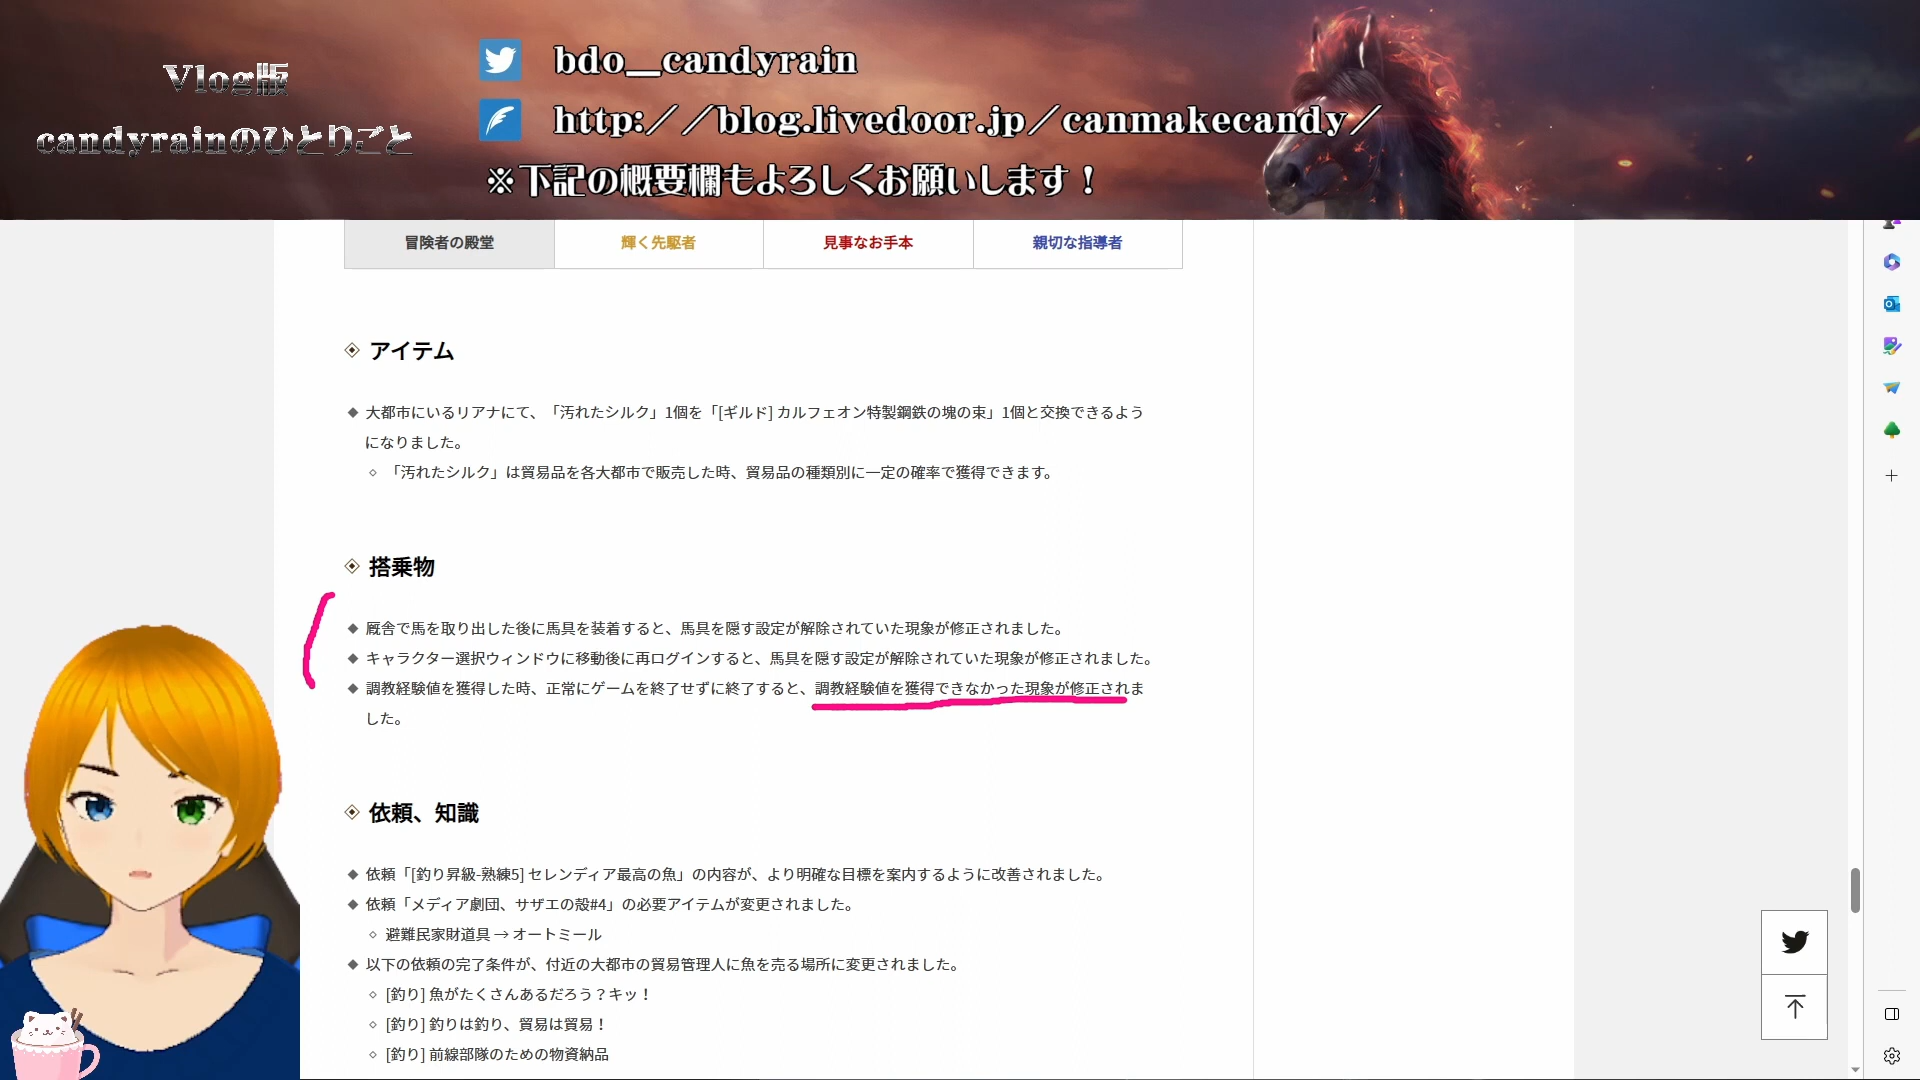 Vlog版
candyrainのひとりごと
bdo__candyrain
http://blog.livedoor.jp/canmakecandy/
※下記の概要欄もよろしくお願いします!
冒険者の殿堂
輝く先駆者
見事なお手本
親切な指導者
アイテム
大都市にいるリアナにて、「汚れたシルク」1個を「[ギルド] カルフェオン特製鋼鉄の塊の束」1個と交換できるよう
になりました。
「汚れたシルク」は貿易品を各大都市で販売した時、貿易品の種類別に一定の確率で獲得できます。
搭乗物
厩舎で馬を取り出した後に馬具を装着すると、馬具を隠す設定が解除されていた現象が修正されました。
キャラクター選択ウィンドウに移動後に再ログインすると、馬具を隠す設定が解除されていた現象が修正されました。
調教経験値を獲得した時、正常にゲームを終了せずに終了すると、調教経験値を獲得できなかった現象が修正されま
した。
依頼、知識
依頼「[釣り昇級-熟練5] セレンディア最高の魚」の内容が、より明確な目標を案内するように改善されました。
依頼「メディア劇団、サザエの殻#4」の必要アイテムが変更されました。
避難民家財道具 → オートミール
以下の依頼の完了条件が、付近の大都市の貿易管理人に魚を売る場所に変更されました。
[釣り] 魚がたくさんあるだろう？キッ！
[釣り] 釣りは釣り、貿易は貿易！
[釣り] 前線部隊のための物資納品